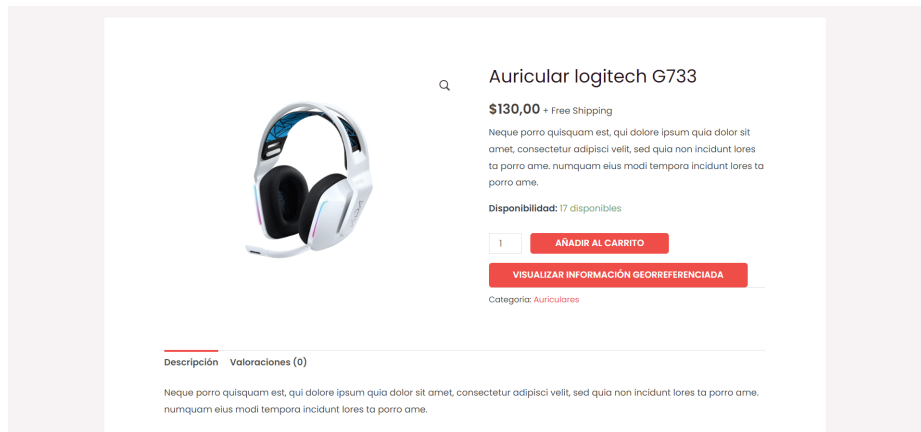 Auricular logitech G733
$130,00 + Free Shipping
Neque porro quisquam est, qui dolore ipsum quia dolor sit
amet, consectetur adipisci velit, sed quia non incidunt lores
ta porro ame. numquam eius modi tempora incidunt lores ta
porro ame.
Disponibilidad: 17 disponibles
1 AÑADIR AL CARRITO
VISUALIZAR INFORMACIÓN GEORREFERENCIADA
Categoría: Auriculares
Descripción Valoraciones (0)
Neque porro quisquam est, qui dolore ipsum quia dolor sit amet, consectetur adipisci velit, sed quia non incidunt lores ta porro ame.
numquam eius modi tempora incidunt lores ta porro ame.